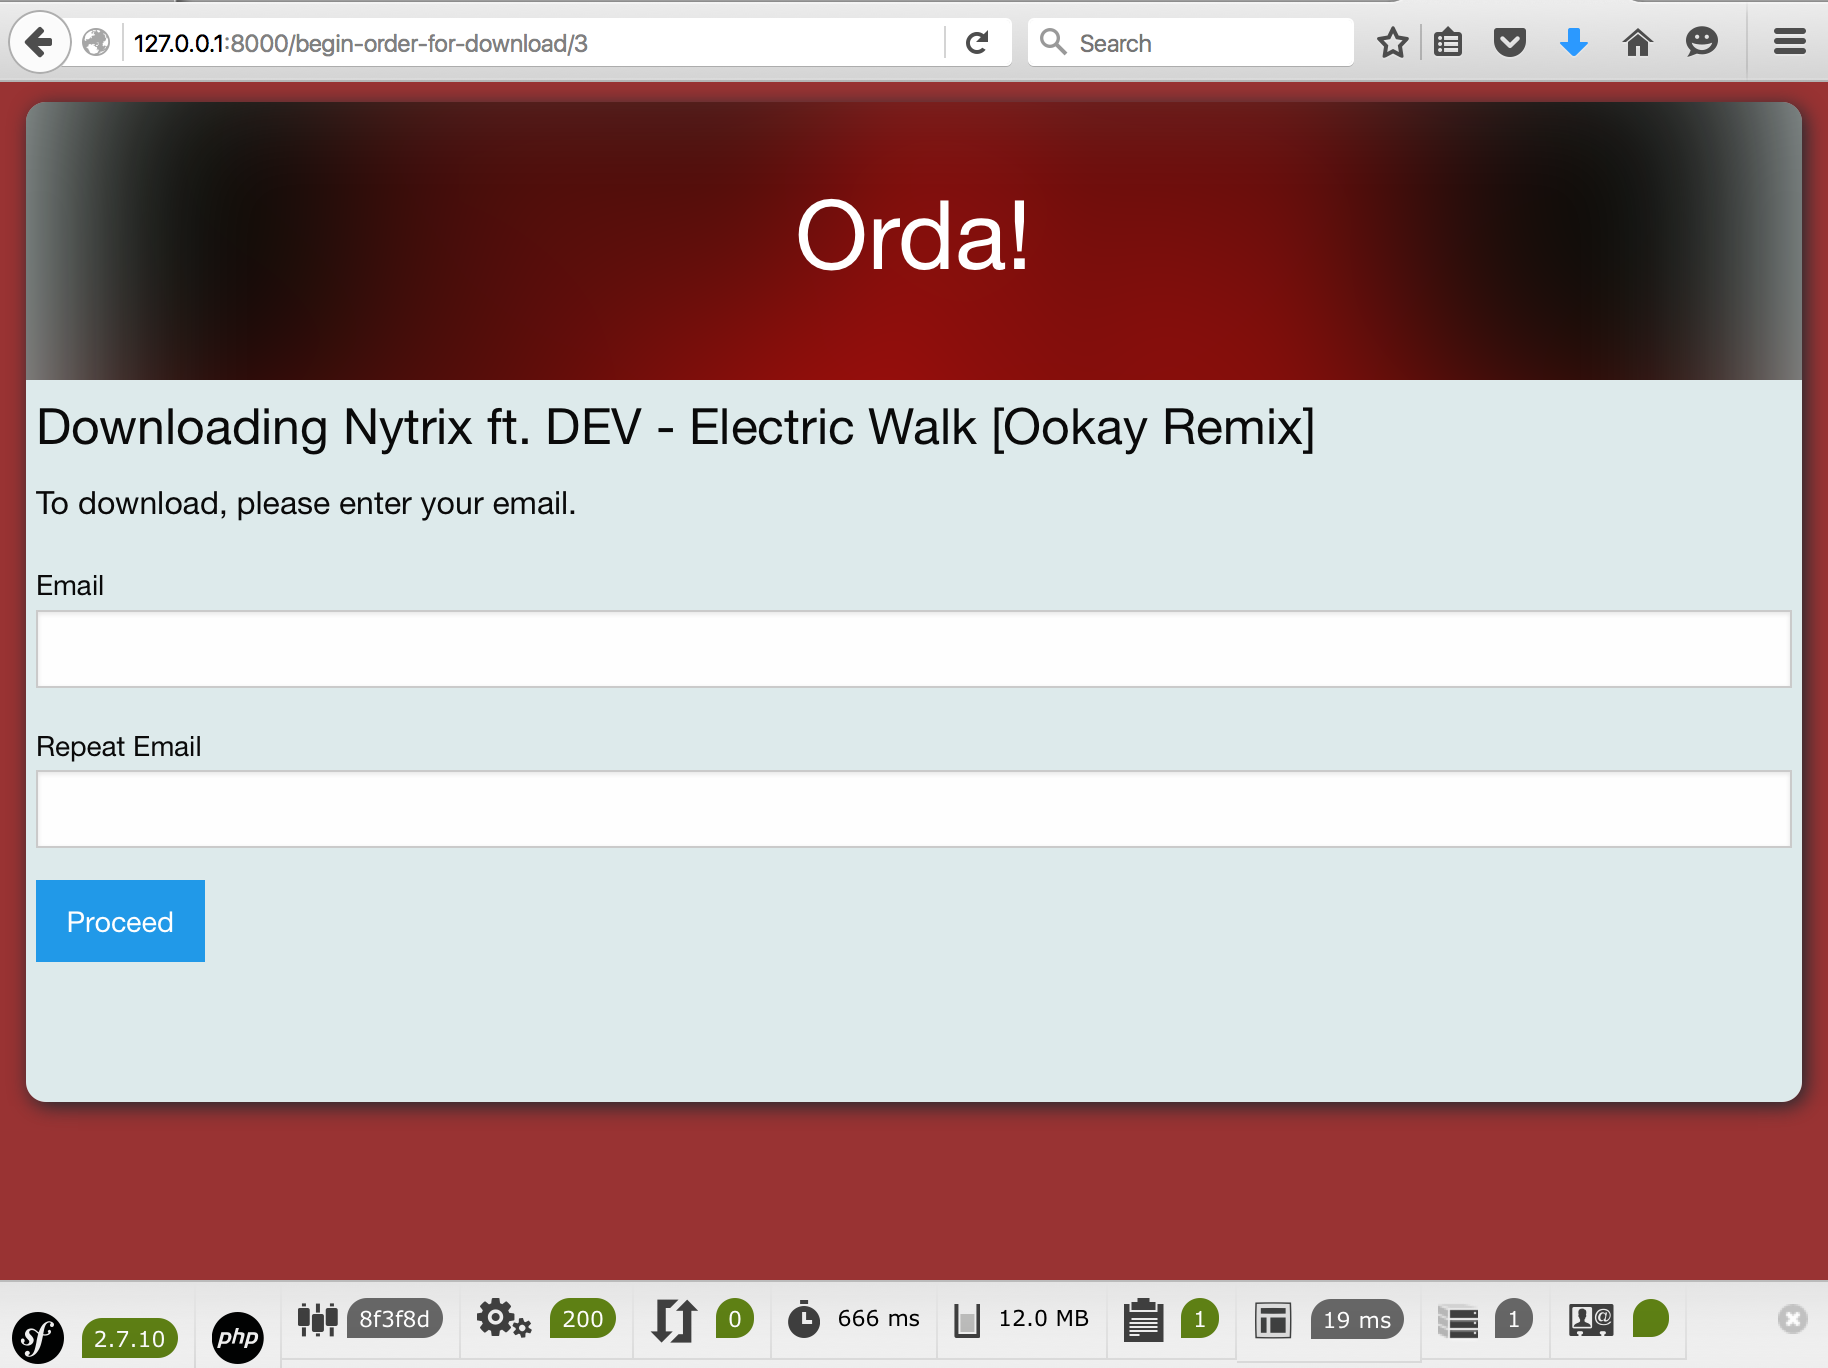 127.0.0.1:8000/begin-order-for-download/3
Search
Orda!
Downloading Nytrix ft. DEV - Electric Walk [Ookay Remix]
To download, please enter your email.
Email
Repeat Email
Proceed
sf 2.7.10 php 8f3f8d 200 0 666 ms 12.0 MB 1 19 ms 1 @